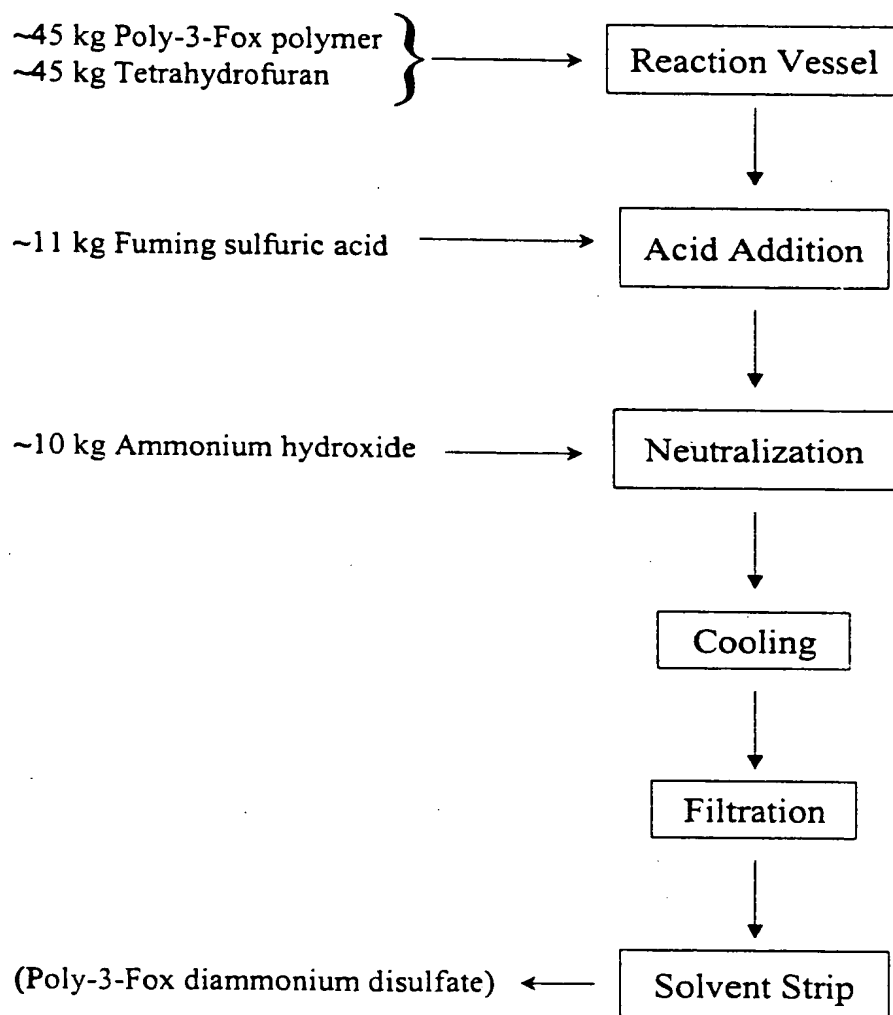 ~45 kg Poly-3-Fox polymer
~45 kg Tetrahydrofuran
Reaction Vessel
~11 kg Fuming sulfuric acid
Acid Addition
~10 kg Ammonium hydroxide
Neutralization
Cooling
Filtration
(Poly-3-Fox diammonium disulfate)
Solvent Strip